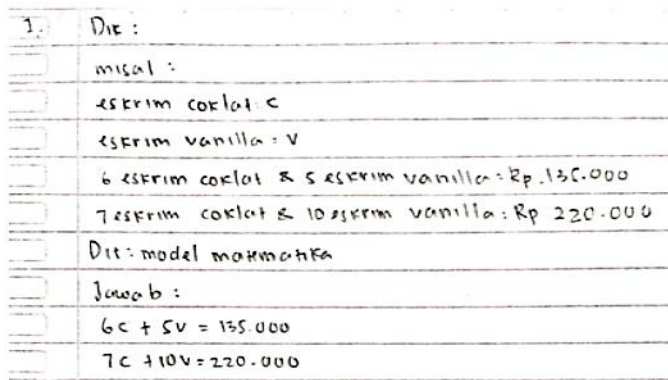 1. Dik :
misal :
eskrim coklat : c
eskrim vanilla : v
6 eskrim coklat & 5 eskrim vanilla : Rp. 135.000
7 eskrim coklat & 10 eskrim vanilla : Rp 220.000
Dit : model matematika
Jawab :
6c + 5v = 135.000
7c + 10v = 220.000